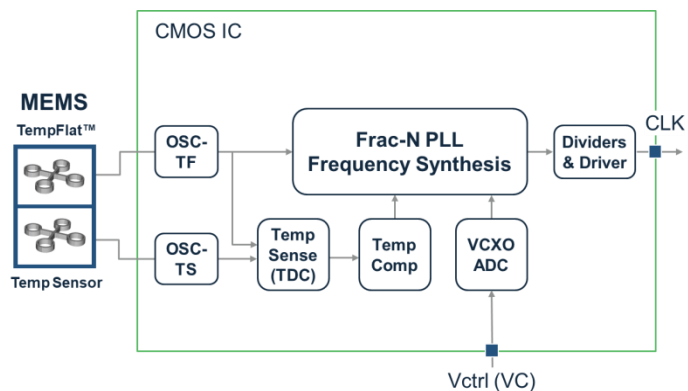 CMOS IC
MEMS
TempFlat™
OSC-
TF
Frac-N PLL
Frequency Synthesis
Dividers
& Driver
CLK
OSC-
TS
Temp
Sense
(TDC)
Temp
Comp
VCXO
ADC
Temp Sensor
Vctrl (VC)